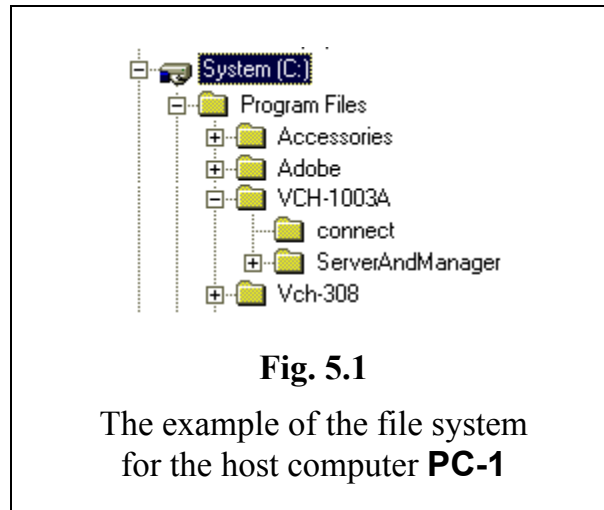 System (C:)
Program Files
Accessories
Adobe
VCH-1003A
connect
ServerAndManager
Vch-308
Fig. 5.1
The example of the file system
for the host computer PC-1